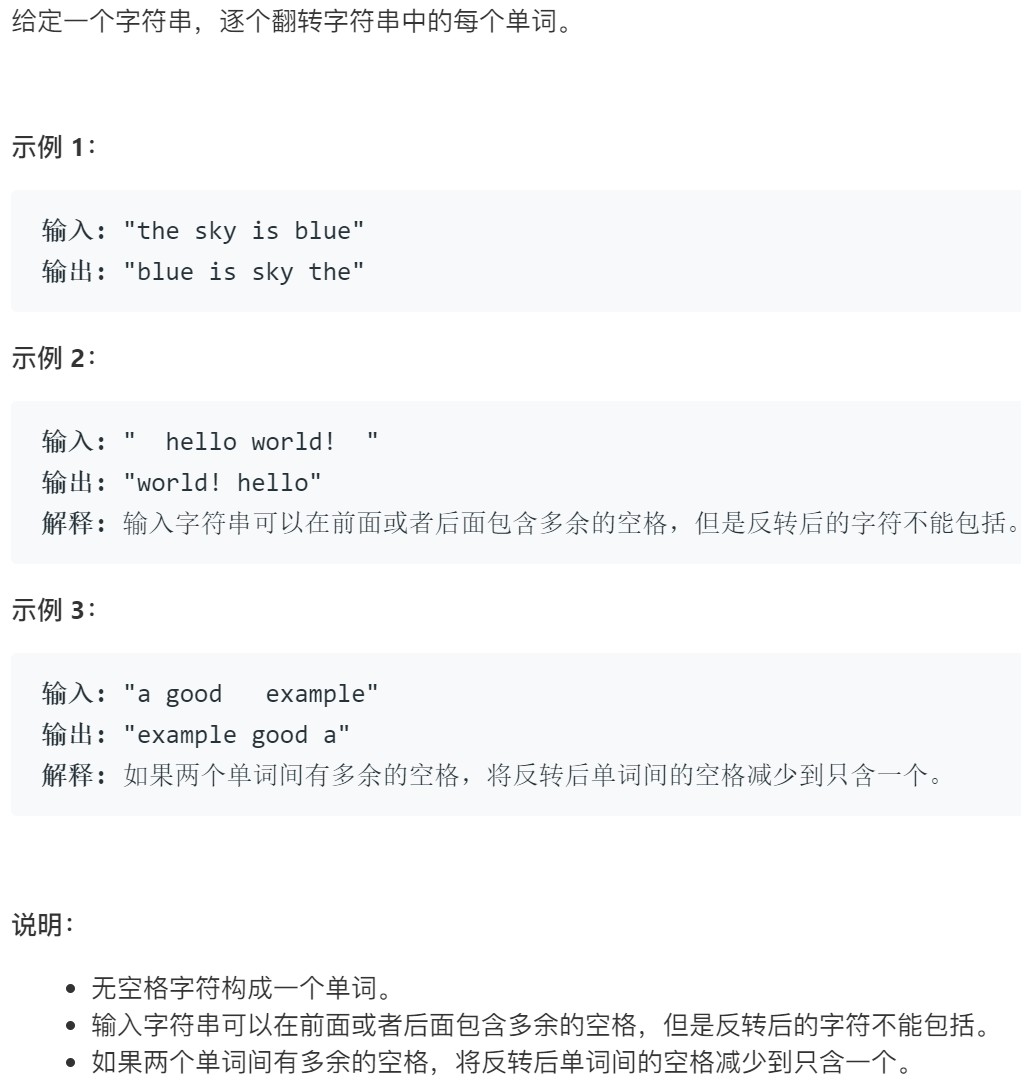 给定一个字符串，逐个翻转字符串中的每个单词。
示例 1：
输入："the sky is blue"
输出："blue is sky the"
示例 2：
输入："  hello world!  "
输出："world! hello"
解释：输入字符串可以在前面或者后面包含多余的空格，但是反转后的字符不能包括。
示例 3：
输入："a good   example"
输出："example good a"
解释：如果两个单词间有多余的空格，将反转后单词间的空格减少到只含一个。
说明：
• 无空格字符构成一个单词。
• 输入字符串可以在前面或者后面包含多余的空格，但是反转后的字符不能包括。
• 如果两个单词间有多余的空格，将反转后单词间的空格减少到只含一个。